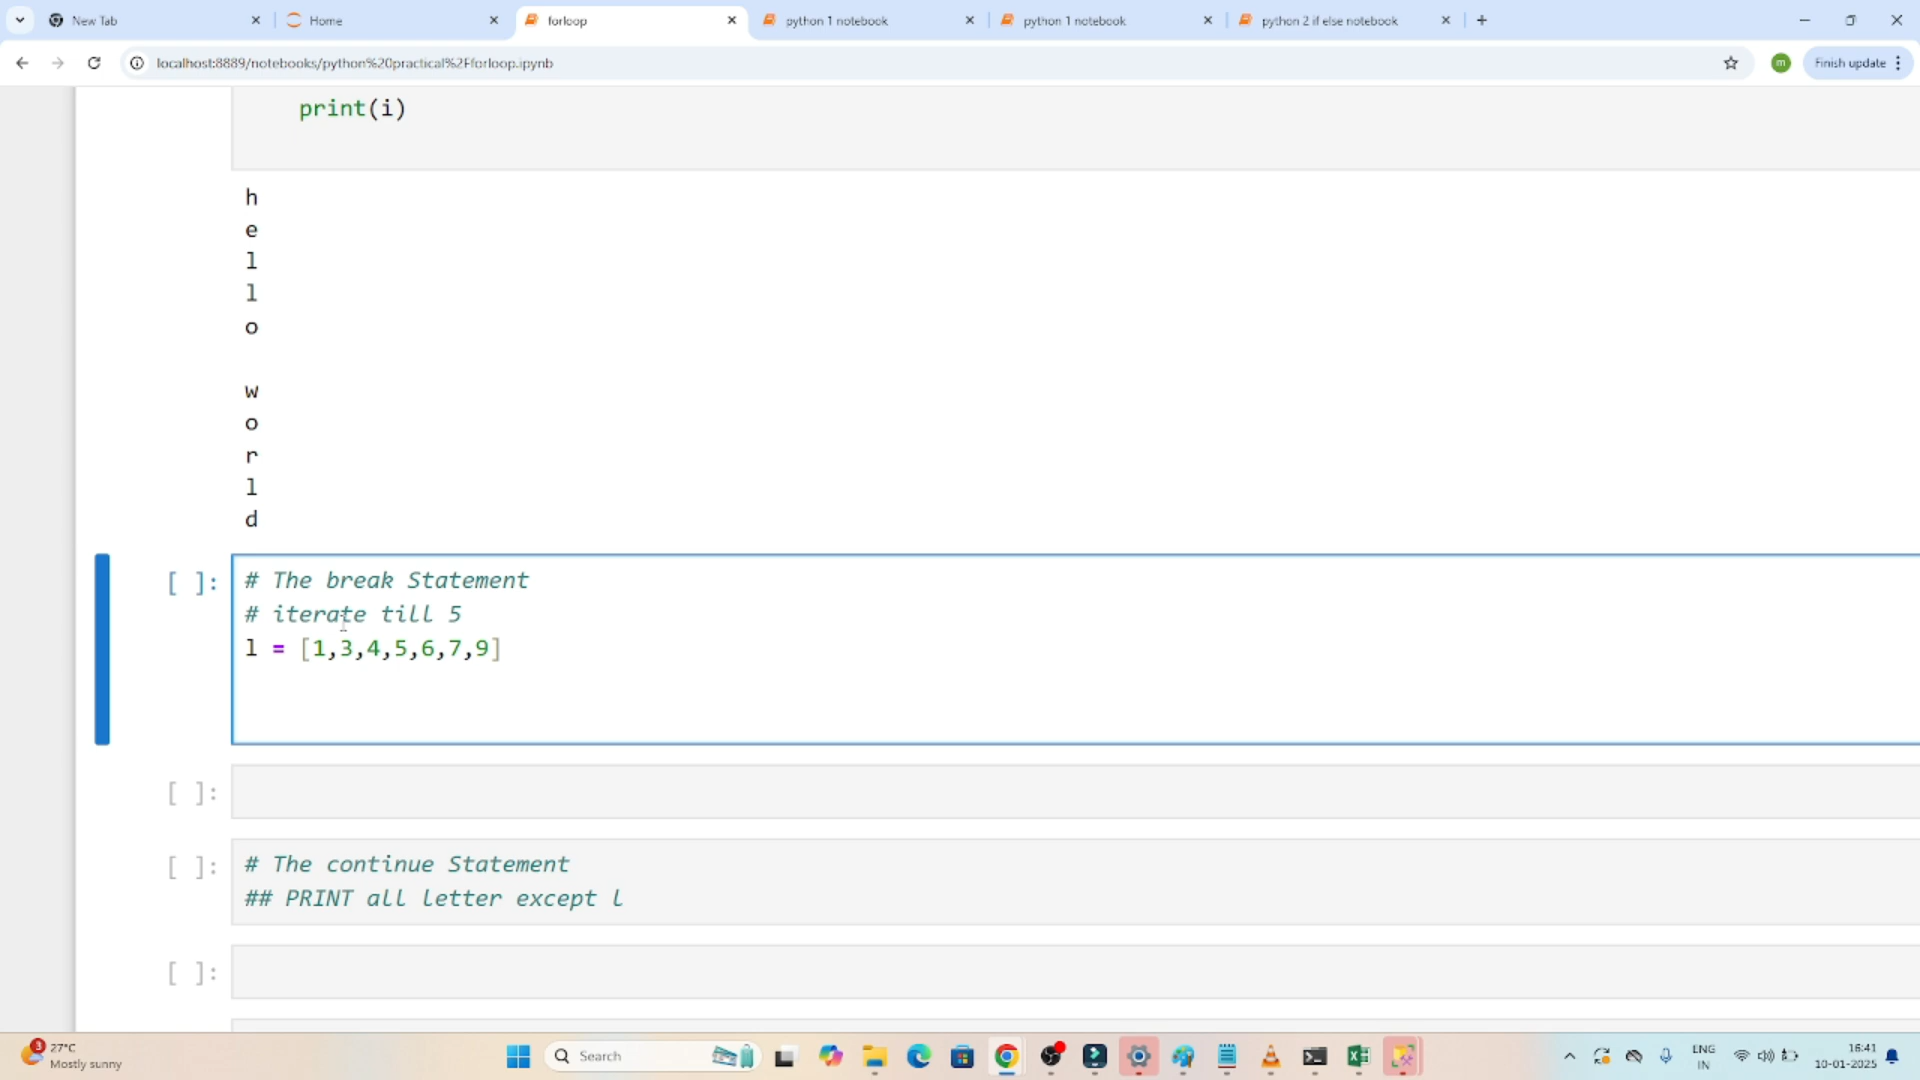 New Tab
Home
forloop
python 1 notebook
python 1 notebook
python 2 if else notebook
localhost:8889/notebooks/python%20practical%2Fforloop.ipynb
m
Finish update
print(i)
h
e
l
l
o
w
o
r
l
d
[ ]:
# The break Statement
# iterate till 5
l = [1,3,4,5,6,7,9]
[ ]:
[ ]:
# The continue Statement
## PRINT all letter except l
[ ]:
3
27°C
Mostly sunny
Search
ENG
IN
16:41
10-01-2025